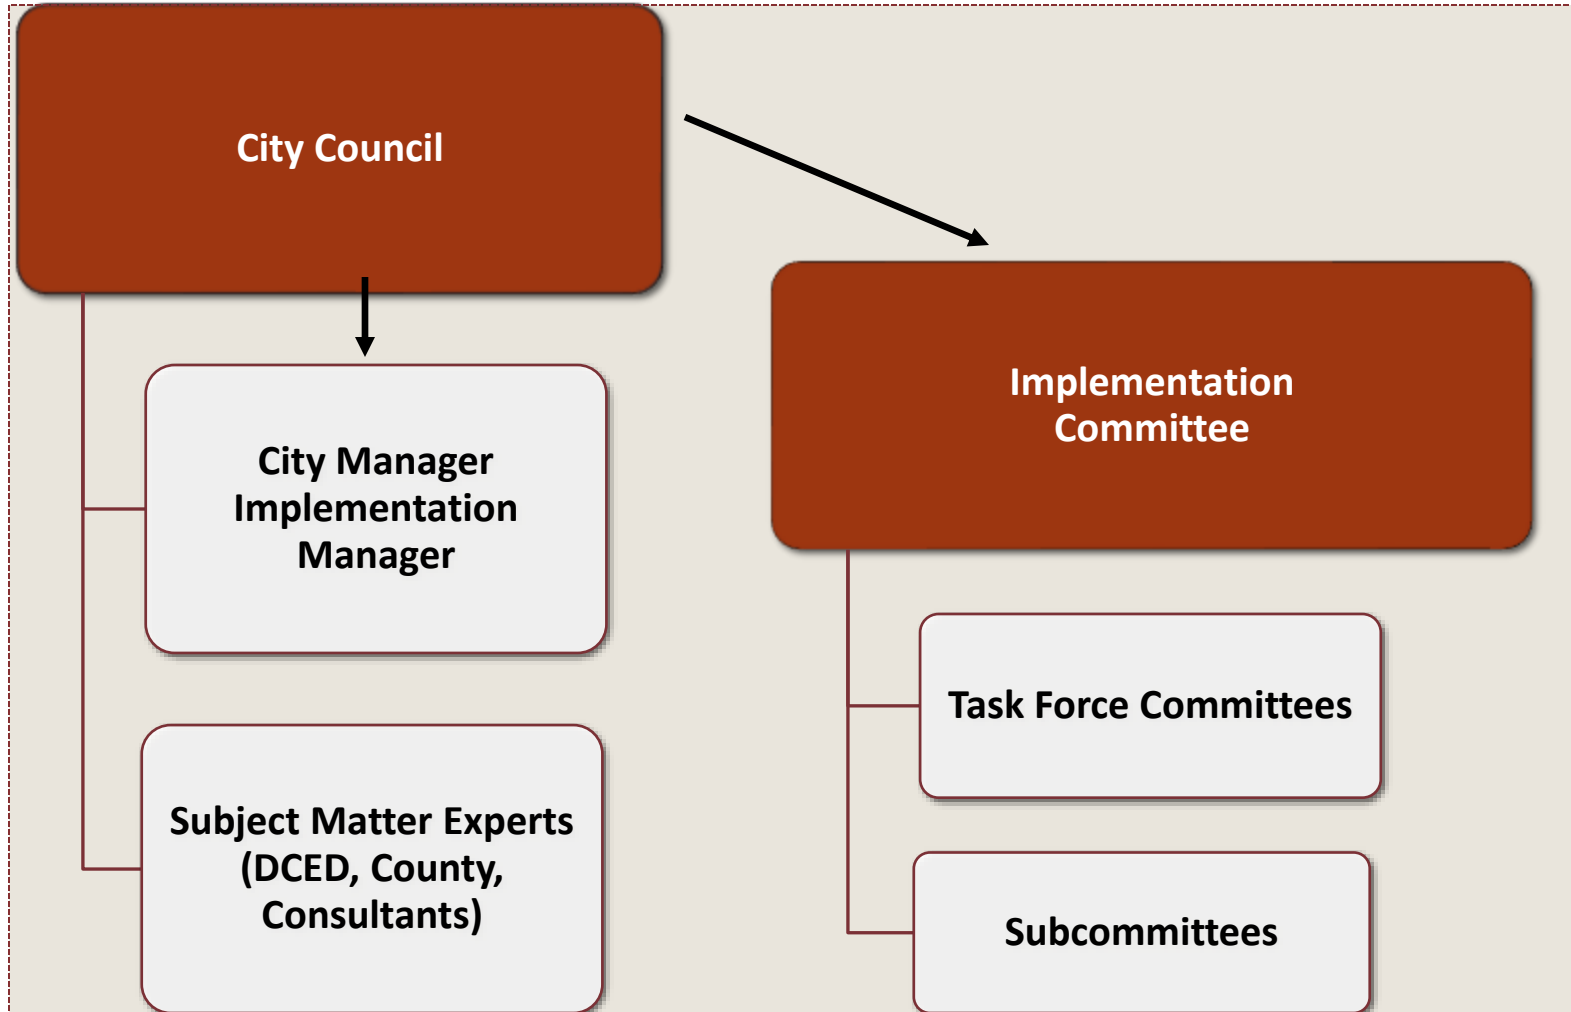 City Council
Implementation
Committee
City Manager
Implementation
Manager
Task Force Committees
Subject Matter Experts
(DCED, County,
Consultants)
Subcommittees